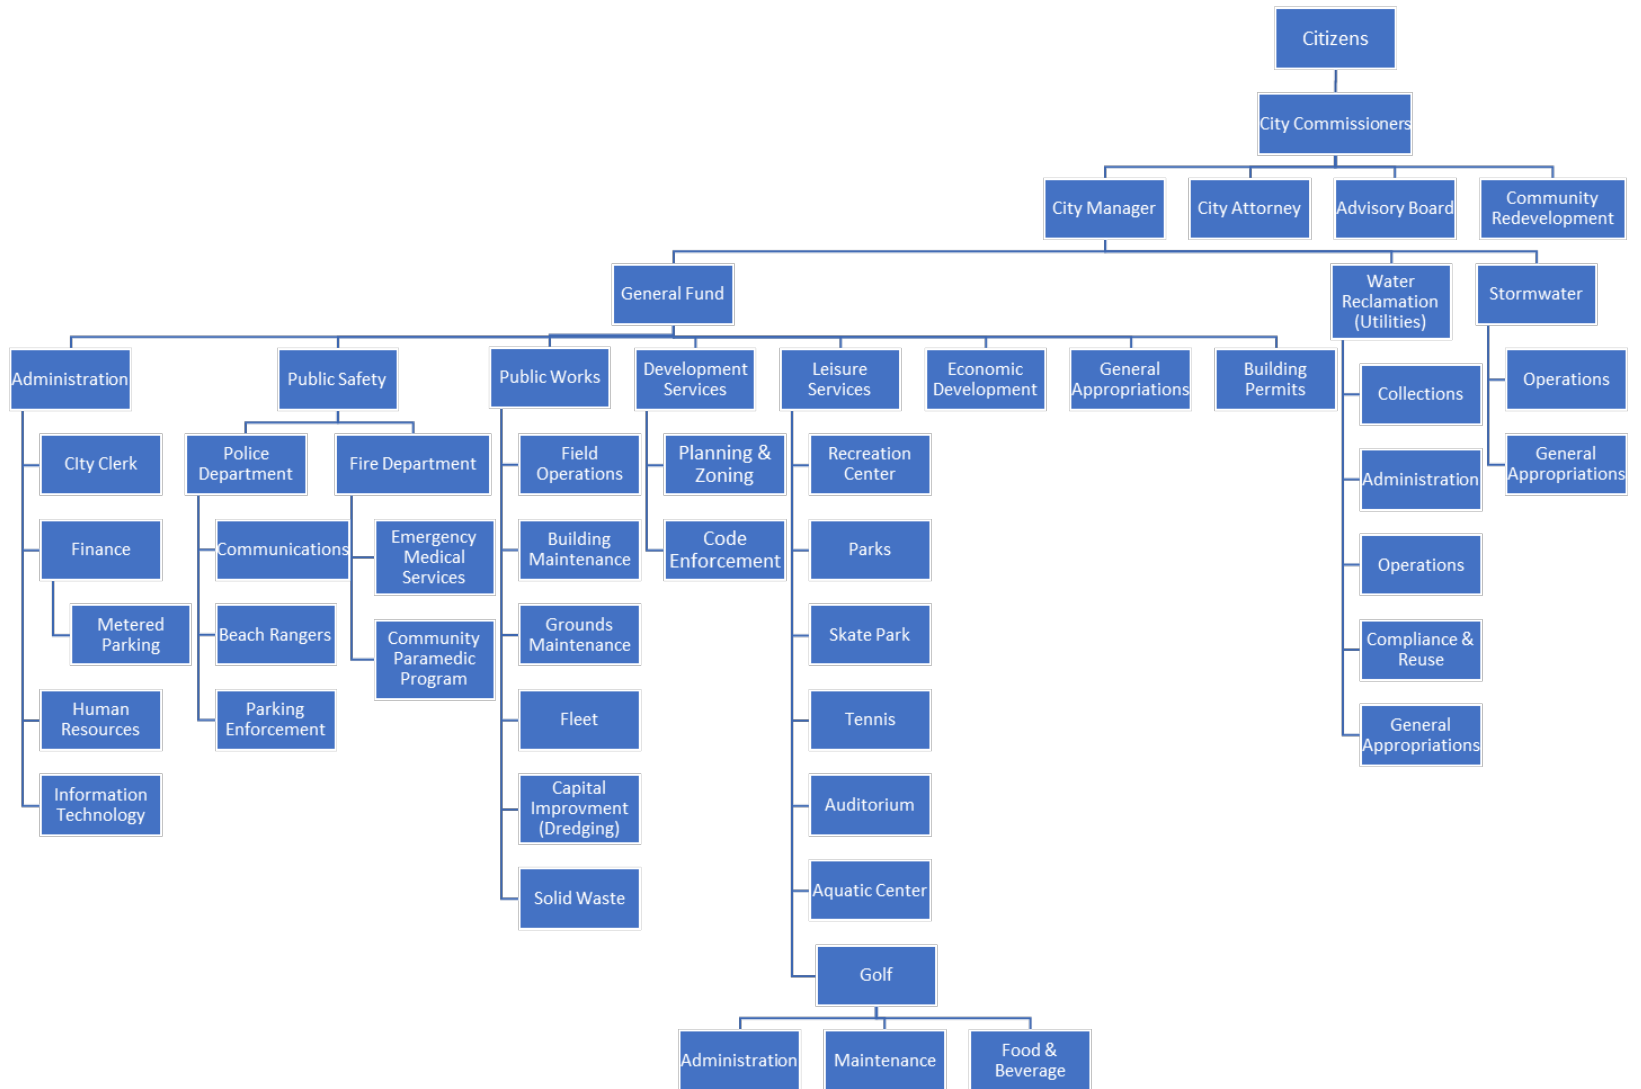 Citizens
City Commissioners
City Manager
City Attorney
Advisory Board
Community
Redevelopment
General Fund
Water
Reclamation
(Utilities)
Stormwater
Administration
Public Safety
Public Works
Development
Services
Leisure
Services
Economic
Development
General
Appropriations
Building
Permits
CIty Clerk
Finance
Metered
Parking
Human
Resources
Information
Technology
Police
Department
Communications
Beach Rangers
Parking
Enforcement
Fire Department
Emergency
Medical
Services
Community
Paramedic
Program
Field
Operations
Building
Maintenance
Grounds
Maintenance
Fleet
Capital
Improvment
(Dredging)
Solid Waste
Planning &
Zoning
Code
Enforcement
Recreation
Center
Parks
Skate Park
Tennis
Auditorium
Aquatic Center
Golf
Administration
Maintenance
Food &
Beverage
Collections
Administration
Operations
Compliance &
Reuse
General
Appropriations
Operations
General
Appropriations